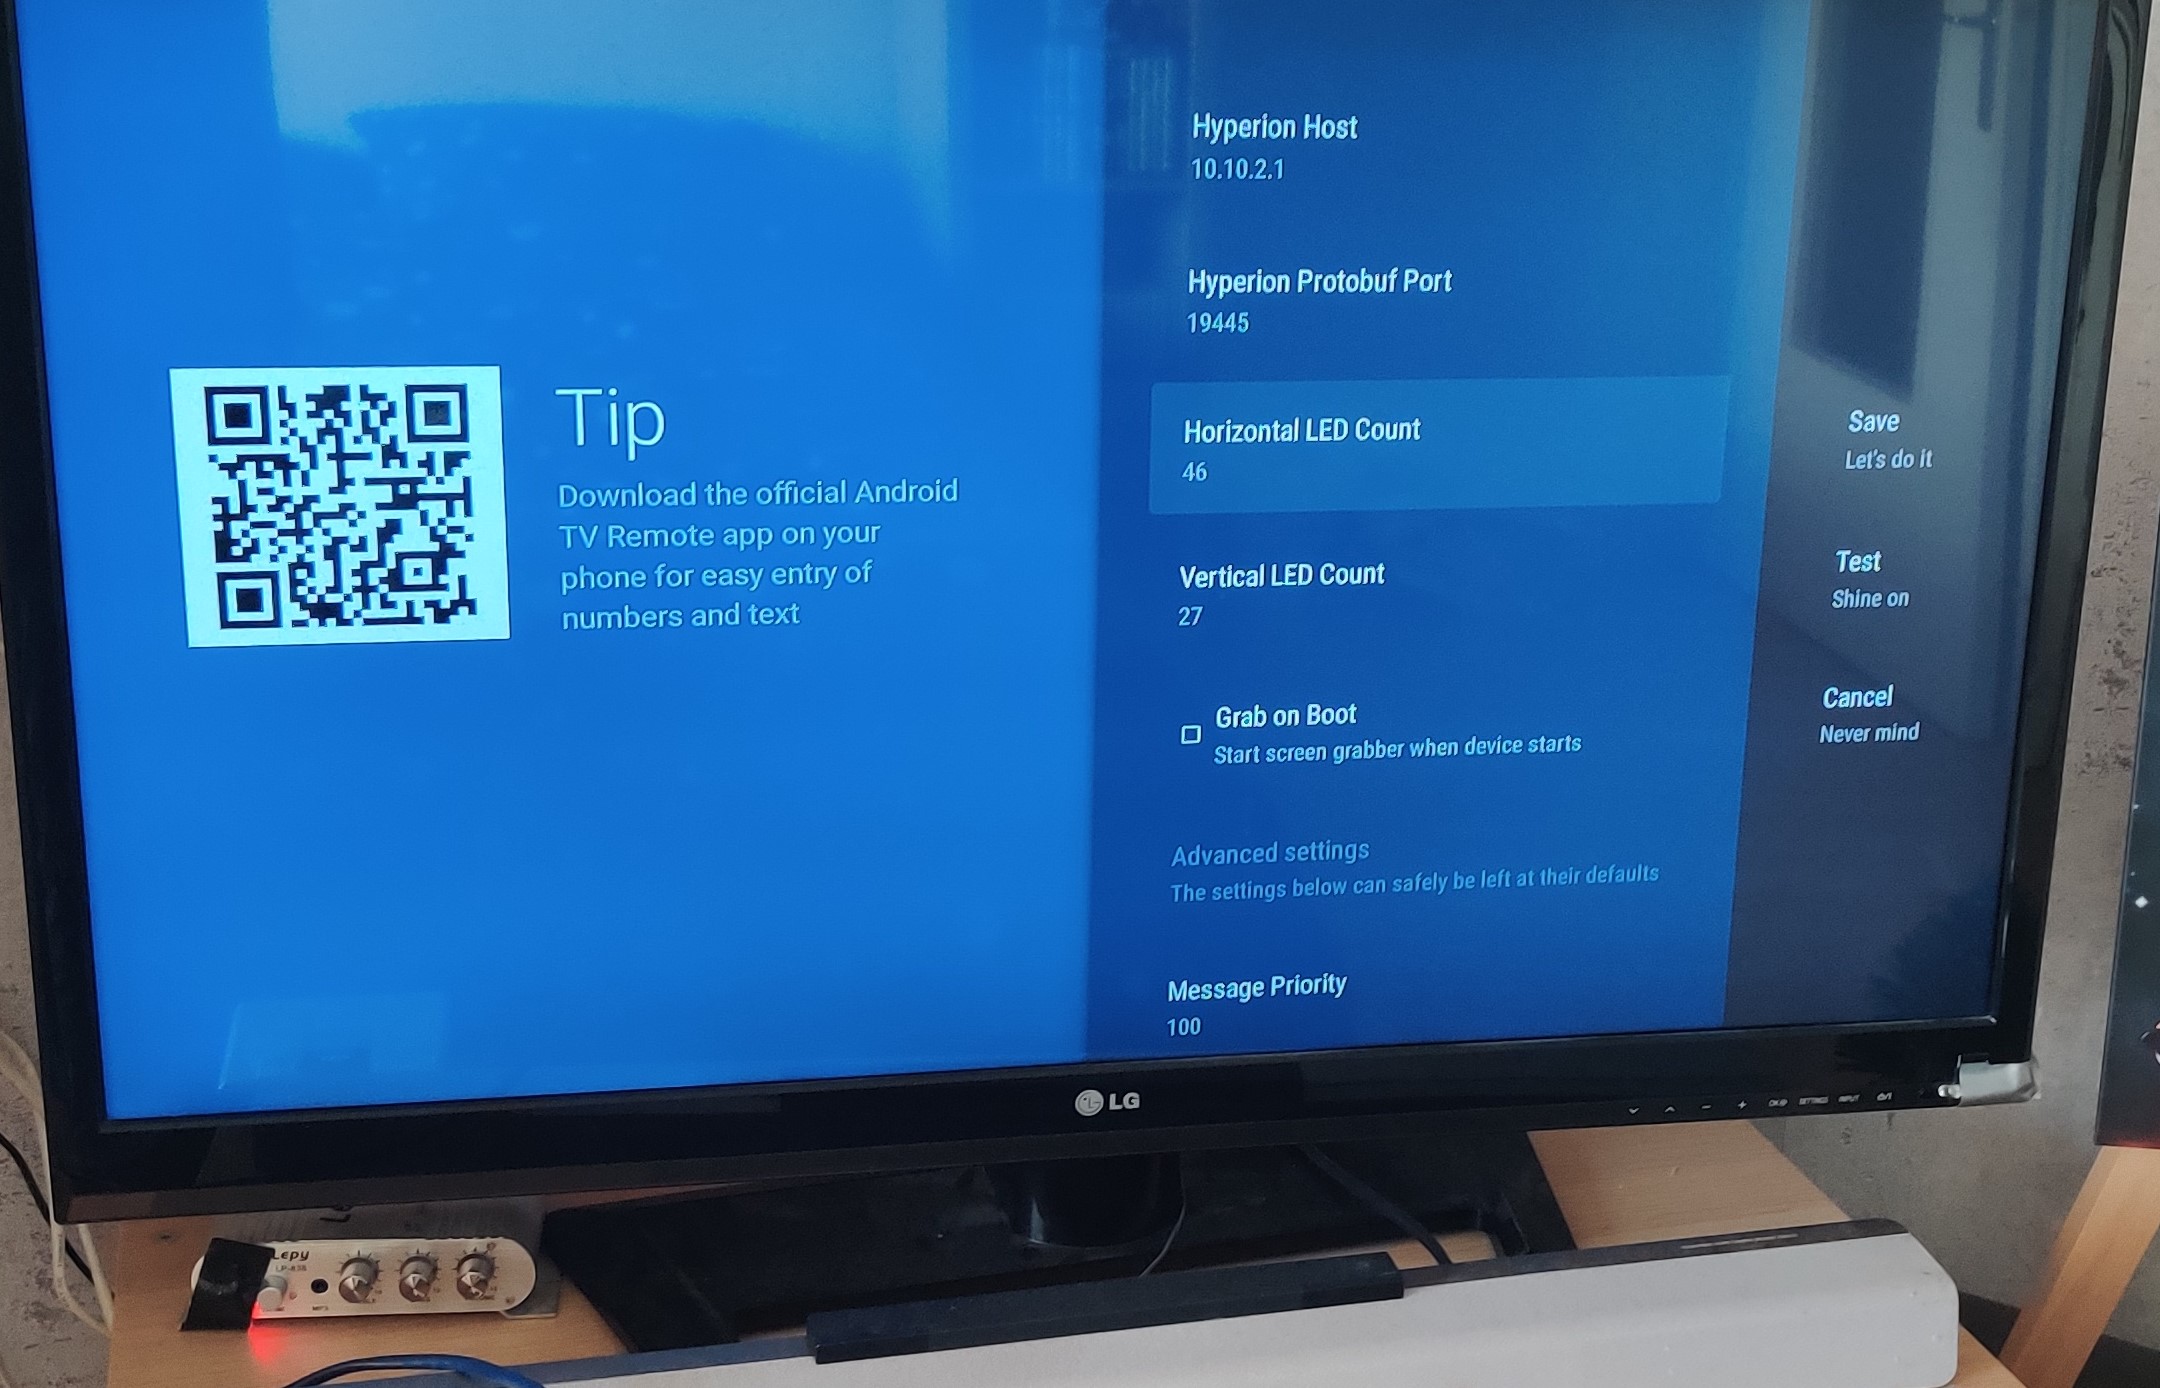 Tip
Download the official Android
TV Remote app on your
phone for easy entry of
numbers and text
Hyperion Host
10.10.2.1
Hyperion Protobuf Port
19445
Horizontal LED Count
46
Vertical LED Count
27
Grab on Boot
Start screen grabber when device starts
Advanced settings
The settings below can safely be left at their defaults
Message Priority
100
Save
Let's do it
Test
Shine on
Cancel
Never mind
LG
SETTINGS INPUT
Lepy